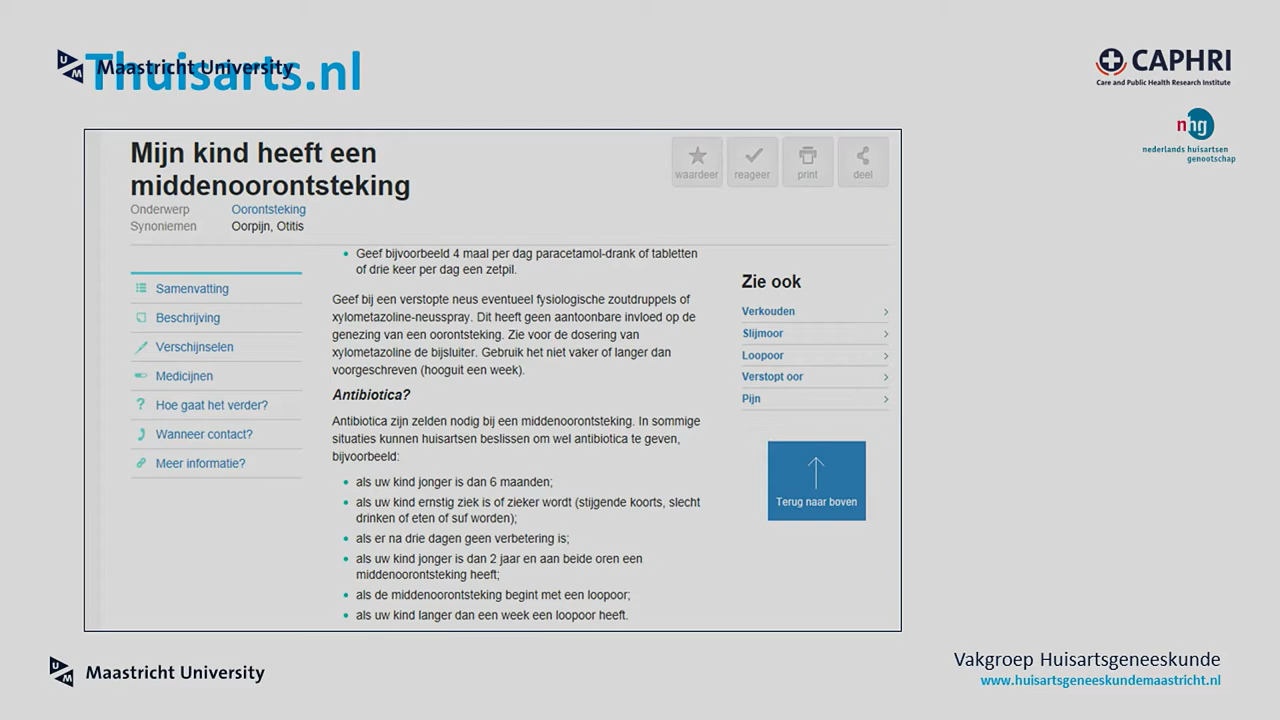 Thuisarts.nl
UM Maastricht University
CAPHRI
Care and Public Health Research Institute
nhg
nederlands huisartsen
genootschap
Mijn kind heeft een
middenoorontsteking
waardeer reageer print deel
Onderwerp Oorontsteking
Synoniemen Oorpijn, Otitis
Samenvatting
Beschrijving
Verschijnselen
Medicijnen
Hoe gaat het verder?
Wanneer contact?
Meer informatie?
• Geef bijvoorbeeld 4 maal per dag paracetamol-drank of tabletten
of drie keer per dag een zetpil.
Geef bij een verstopte neus eventueel fysiologische zoutdruppels of
xylometazoline-neusspray. Dit heeft geen aantoonbare invloed op de
genezing van een oorontsteking. Zie voor de dosering van
xylometazoline de bijsluiter. Gebruik het niet vaker of langer dan
voorgeschreven (hooguit een week).
Antibiotica?
Antibiotica zijn zelden nodig bij een middenoorontsteking. In sommige
situaties kunnen huisartsen beslissen om wel antibiotica te geven,
bijvoorbeeld:
• als uw kind jonger is dan 6 maanden;
• als uw kind ernstig ziek is of zieker wordt (stijgende koorts, slecht
drinken of eten of suf worden);
• als er na drie dagen geen verbetering is;
• als uw kind jonger is dan 2 jaar en aan beide oren een
middenoorontsteking heeft;
• als de middenoorontsteking begint met een loopoor;
• als uw kind langer dan een week een loopoor heeft.
Zie ook
Verkouden
Slijmoor
Loopoor
Verstopt oor
Pijn
Terug naar boven
UM Maastricht University
Vakgroep Huisartsgeneeskunde
www.huisartsgeneeskundemaastricht.nl